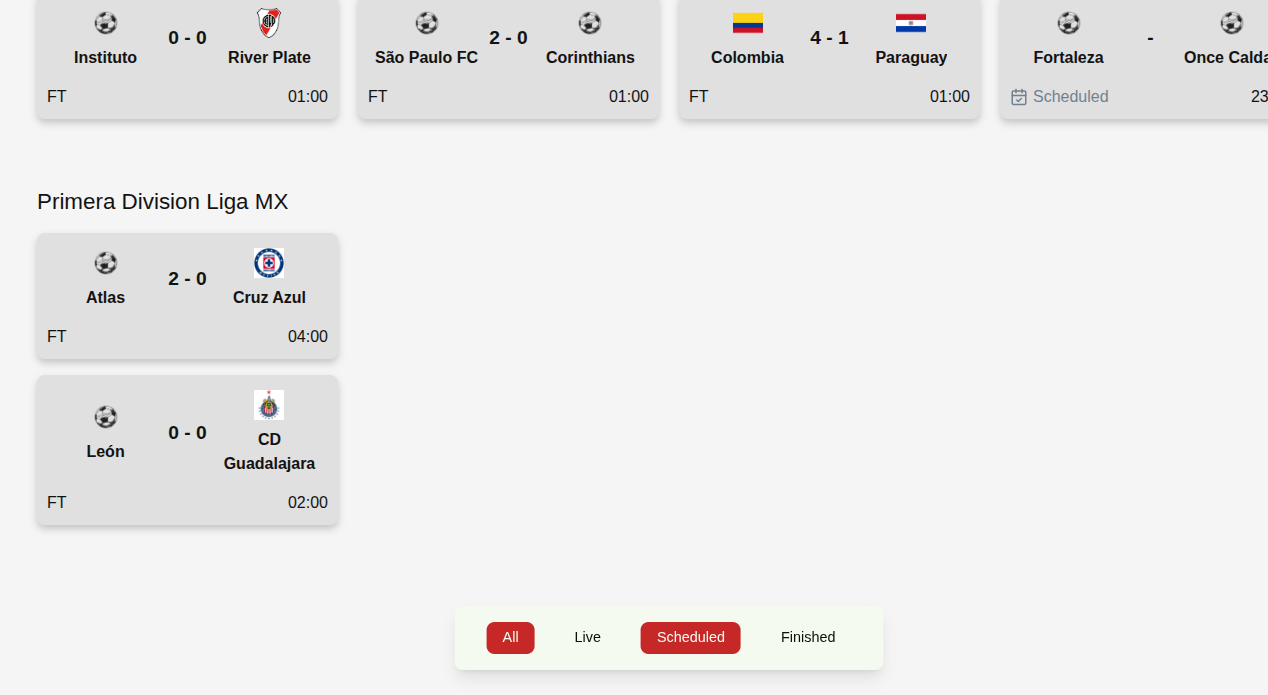 Instituto 0 - 0 River Plate
FT 01:00
São Paulo FC 2 - 0 Corinthians
FT 01:00
Colombia 4 - 1 Paraguay
FT 01:00
Fortaleza - Once Calda
Scheduled 23
Primera Division Liga MX
Atlas 2 - 0 Cruz Azul
FT 04:00
León 0 - 0 CD
Guadalajara
FT 02:00
All Live Scheduled Finished